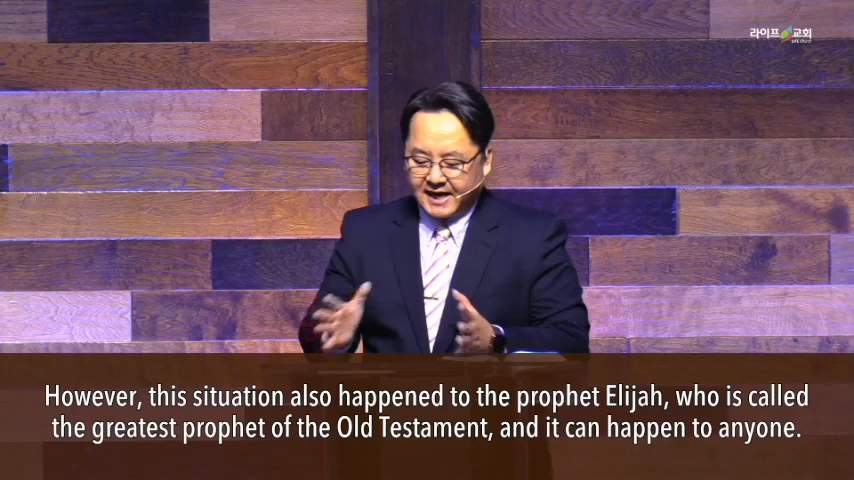 라이프 교회
However, this situation also happened to the prophet Elijah, who is called
the greatest prophet of the Old Testament, and it can happen to anyone.